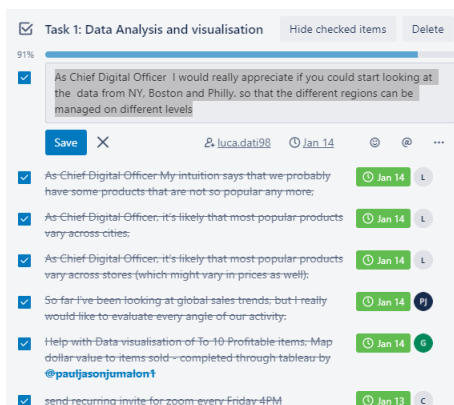 Task 1: Data Analysis and visualisation Hide checked items Delete
91%
As Chief Digital Officer I would really appreciate if you could start looking at
the data from NY, Boston and Philly. so that the different regions can be
managed on different levels
Save luca.dati98 Jan 14 @
As Chief Digital Officer My intuition says that we probably Jan 14 L
have some products that are not so popular any more,
As Chief Digital Officer, it's likely that most popular products Jan 14 L
vary across cities,
As Chief Digital Officer, it's likely that most popular products Jan 14 L
vary across stores (which might vary in prices as well).
So far I've been looking at global sales trends, but I really Jan 14 PJ
would like to evaluate every angle of our activity.
Help with Data visualisation of To 10 Profitable items. Map Jan 14 G
dollar value to items sold - completed through tableau by
@pauljasonjumalon1
send recurring invite for zoom every Friday 4PM Jan 13 C